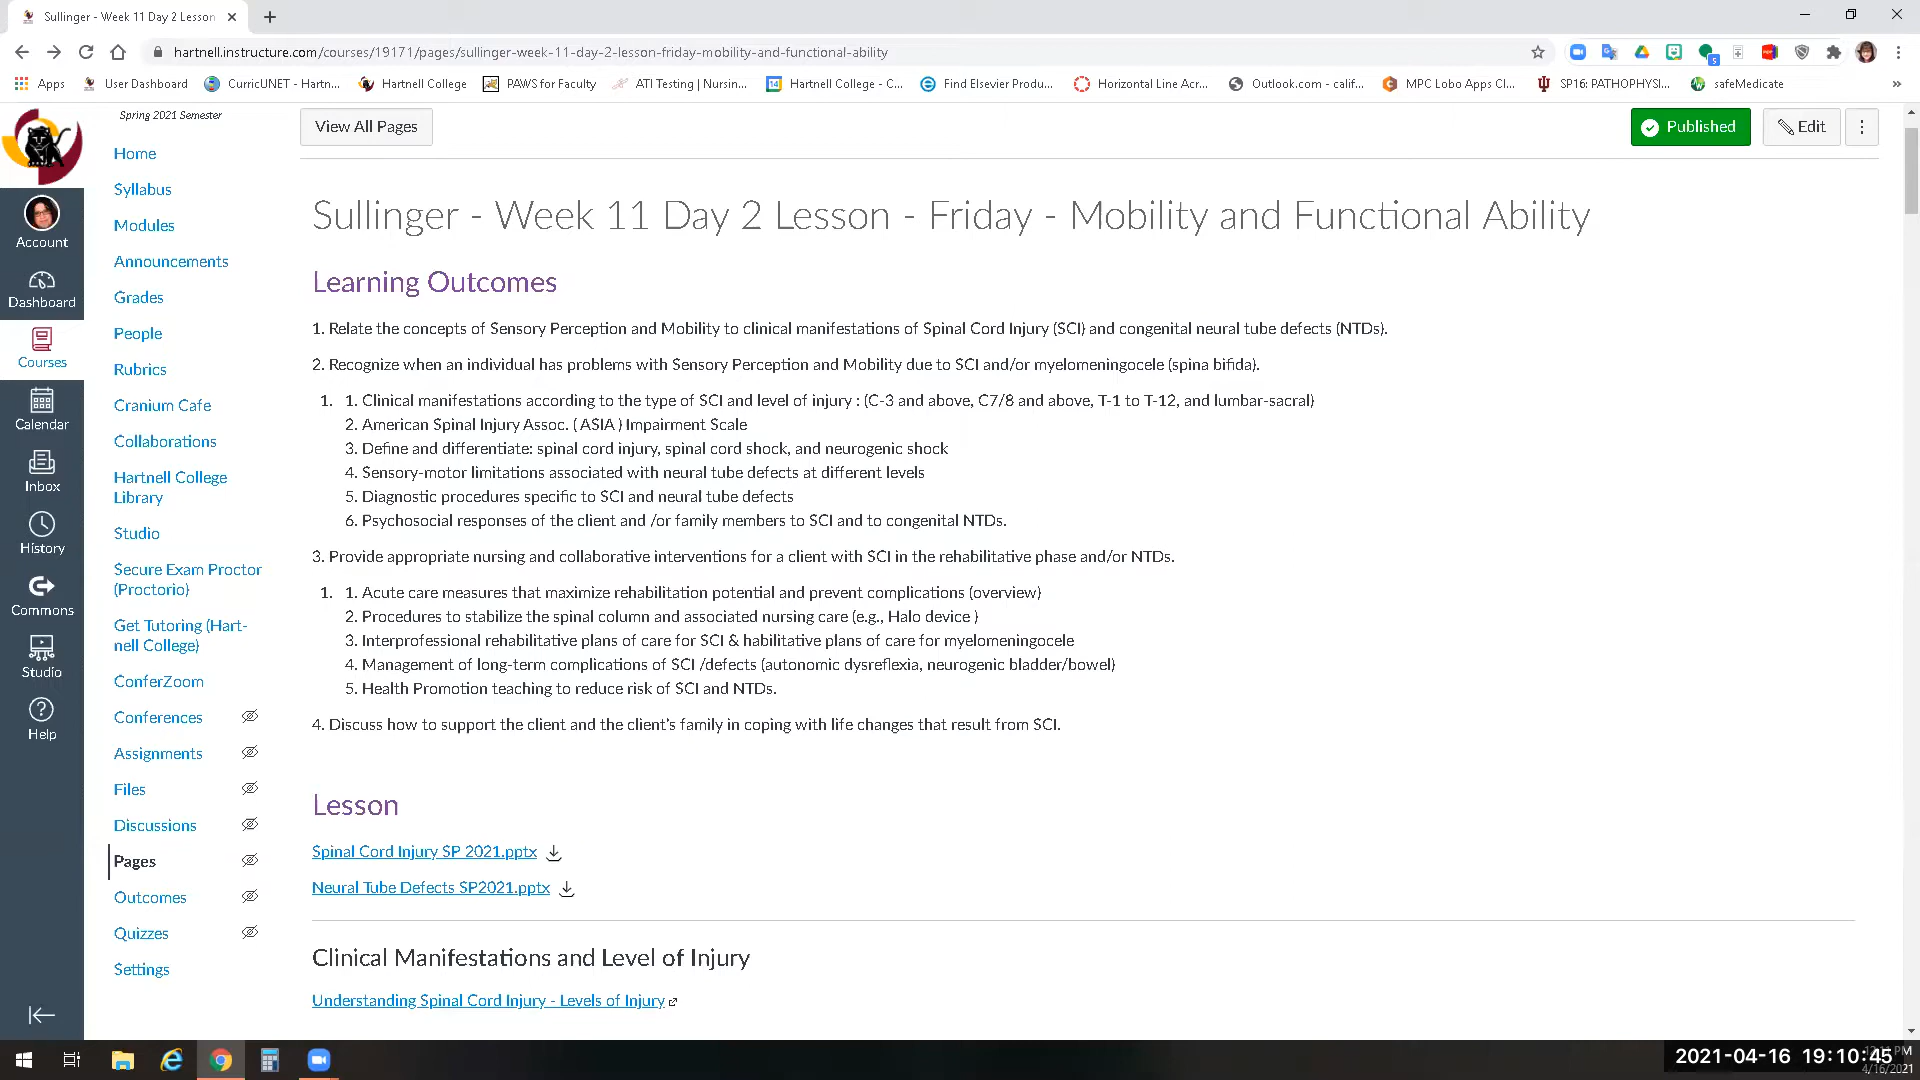 Sullinger - Week 11 Day 2 Lesson
hartnell.instructure.com/courses/19171/pages/sullinger-week-11-day-2-lesson-friday-mobility-and-functional-ability
Apps User Dashboard CurricUNET - Hartn... Hartnell College PAWS for Faculty ATI Testing | Nursin... Hartnell College - C... Find Elsevier Produ... Horizontal Line Acr... Outlook.com - calif... MPC Lobo Apps Cl... SP16: PATHOPHYSI... safeMedicate
Spring 2021 Semester
View All Pages
Published
Edit
Account
Dashboard
Courses
Calendar
Inbox
History
Commons
Studio
Help
Home
Syllabus
Modules
Announcements
Grades
People
Rubrics
Cranium Cafe
Collaborations
Hartnell College
Library
Studio
Secure Exam Proctor
(Proctorio)
Get Tutoring (Hart-
nell College)
ConferZoom
Conferences
Assignments
Files
Discussions
Pages
Outcomes
Quizzes
Settings
Sullinger - Week 11 Day 2 Lesson - Friday - Mobility and Functional Ability
Learning Outcomes
1. Relate the concepts of Sensory Perception and Mobility to clinical manifestations of Spinal Cord Injury (SCI) and congenital neural tube defects (NTDs).
2. Recognize when an individual has problems with Sensory Perception and Mobility due to SCI and/or myelomeningocele (spina bifida).
1. 1. Clinical manifestations according to the type of SCI and level of injury : (C-3 and above, C7/8 and above, T-1 to T-12, and lumbar-sacral)
2. American Spinal Injury Assoc. ( ASIA ) Impairment Scale
3. Define and differentiate: spinal cord injury, spinal cord shock, and neurogenic shock
4. Sensory-motor limitations associated with neural tube defects at different levels
5. Diagnostic procedures specific to SCI and neural tube defects
6. Psychosocial responses of the client and /or family members to SCI and to congenital NTDs.
3. Provide appropriate nursing and collaborative interventions for a client with SCI in the rehabilitative phase and/or NTDs.
1. 1. Acute care measures that maximize rehabilitation potential and prevent complications (overview)
2. Procedures to stabilize the spinal column and associated nursing care (e.g., Halo device )
3. Interprofessional rehabilitative plans of care for SCI & habilitative plans of care for myelomeningocele
4. Management of long-term complications of SCI /defects (autonomic dysreflexia, neurogenic bladder/bowel)
5. Health Promotion teaching to reduce risk of SCI and NTDs.
4. Discuss how to support the client and the client's family in coping with life changes that result from SCI.
Lesson
Spinal Cord Injury SP 2021.pptx
Neural Tube Defects SP2021.pptx
Clinical Manifestations and Level of Injury
Understanding Spinal Cord Injury - Levels of Injury
2021-04-16 19:10:45
4/16/2021